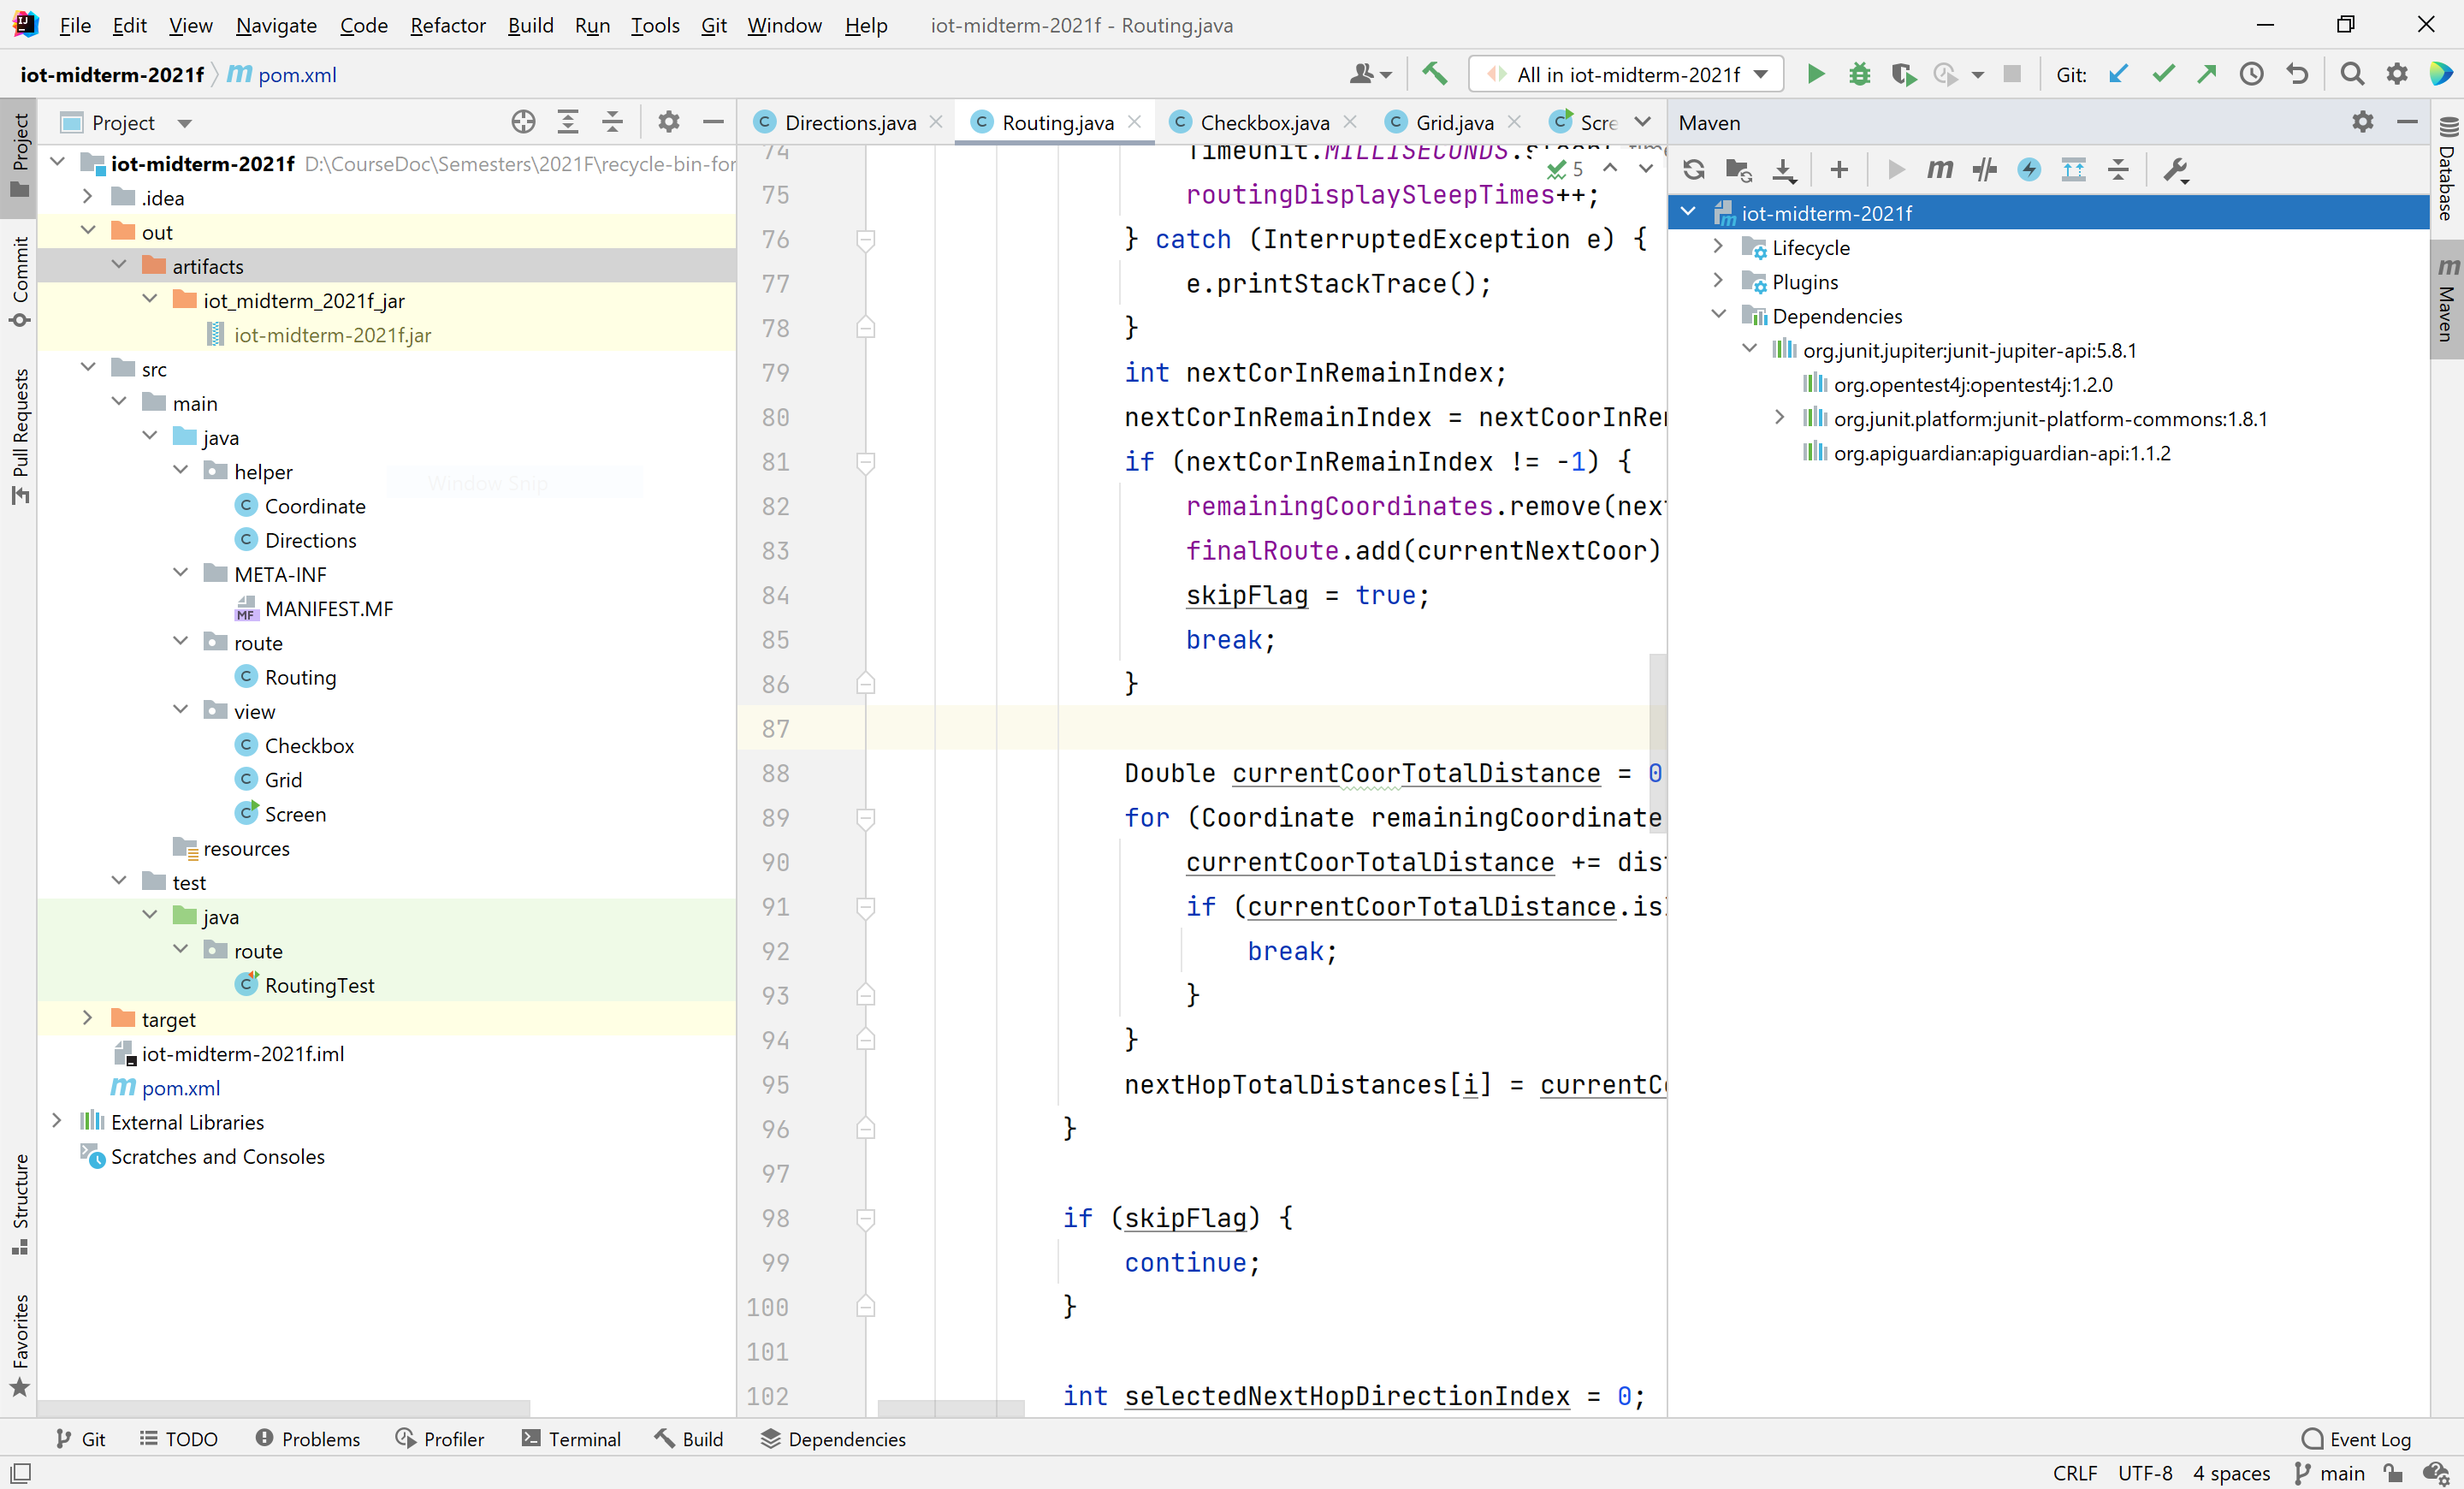 File Edit View Navigate Code Refactor Build Run Tools Git Window Help iot-midterm-2021f - Routing.java
iot-midterm-2021f pom.xml
All in iot-midterm-2021f
Git:
Project
Directions.java
Routing.java
Checkbox.java
Grid.java
Scre
Maven
Project
Commit
Pull Requests
Structure
Favorites
iot-midterm-2021f D:\CourseDoc\Semesters\2021F\recycle-bin-for
.idea
out
artifacts
iot_midterm_2021f_jar
iot-midterm-2021f.jar
src
main
java
helper
Window Snip
Coordinate
Directions
META-INF
MANIFEST.MF
route
Routing
view
Checkbox
Grid
Screen
resources
test
java
route
RoutingTest
target
iot-midterm-2021f.iml
pom.xml
External Libraries
Scratches and Consoles
74 TimeUnit.MILLISECONDS.
5
75 routingDisplaySleepTimes++;
76 } catch (InterruptedException e) {
77 e.printStackTrace();
78 }
79 int nextCorInRemainIndex;
80 nextCorInRemainIndex = nextCoorInRe
81 if (nextCorInRemainIndex != -1) {
82 remainingCoordinates.remove(nex
83 finalRoute.add(currentNextCoor)
84 skipFlag = true;
85 break;
86 }
87
88 Double currentCoorTotalDistance = 0
89 for (Coordinate remainingCoordinate
90 currentCoorTotalDistance += dis
91 if (currentCoorTotalDistance.is
92 break;
93 }
94 }
95 nextHopTotalDistances[i] = currentC
96 }
97
98 if (skipFlag) {
99 continue;
100 }
101
102 int selectedNextHopDirectionIndex = 0;
iot-midterm-2021f
Lifecycle
Plugins
Dependencies
org.junit.jupiter:junit-jupiter-api:5.8.1
org.opentest4j:opentest4j:1.2.0
org.junit.platform:junit-platform-commons:1.8.1
org.apiguardian:apiguardian-api:1.1.2
Database
Maven
Git TODO Problems Profiler Terminal Build Dependencies Event Log
CRLF UTF-8 4 spaces main